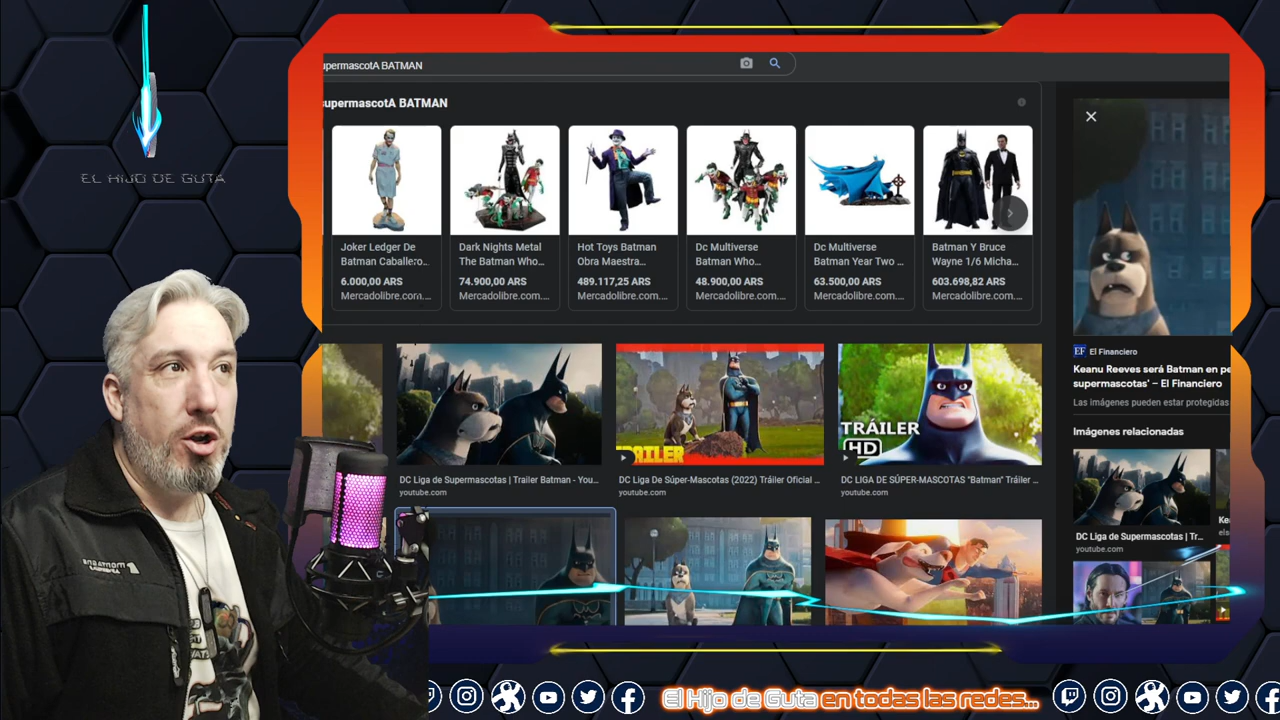 EL HIJO DE GUTA
upermascotA BATMAN
supermascotA BATMAN
Joker Ledger De
Batman Caballero...
6.000,00 ARS
Mercadolibre.com....
Dark Nights Metal
The Batman Who...
74.900,00 ARS
Mercadolibre.com....
Hot Toys Batman
Obra Maestra...
489.117,25 ARS
Mercadolibre.com....
Dc Multiverse
Batman Who...
48.900,00 ARS
Mercadolibre.com....
Dc Multiverse
Batman Year Two ...
63.500,00 ARS
Mercadolibre.com....
Batman Y Bruce
Wayne 1/6 Micha...
603.698,82 ARS
Mercadolibre.com....
TRAILER
TRÁILER
HD
DC Liga de Supermascotas | Trailer Batman - You...
youtube.com
DC Liga De Súper-Mascotas (2022) Tráiler Oficial ...
youtube.com
DC LIGA DE SÚPER-MASCOTAS "Batman" Tráiler ...
youtube.com
EF El Financiero
Keanu Reeves será Batman en pe
supermascotas' – El Financiero
Las imágenes pueden estar protegidas
Imágenes relacionadas
DC Liga de Supermascotas | Tr...
youtube.com
Ke
eis
El Hijo de Guta en todas las redes...